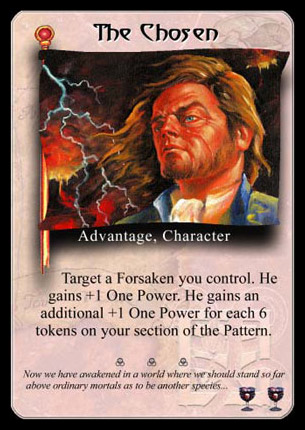 The Chosen
Advantage, Character
Target a Forsaken you control. He
gains +1 One Power. He gains an
additional +1 One Power for each 6
tokens on your section of the Pattern.
Now we have awakened in a world where we should stand so far
above ordinary mortals as to be another species...